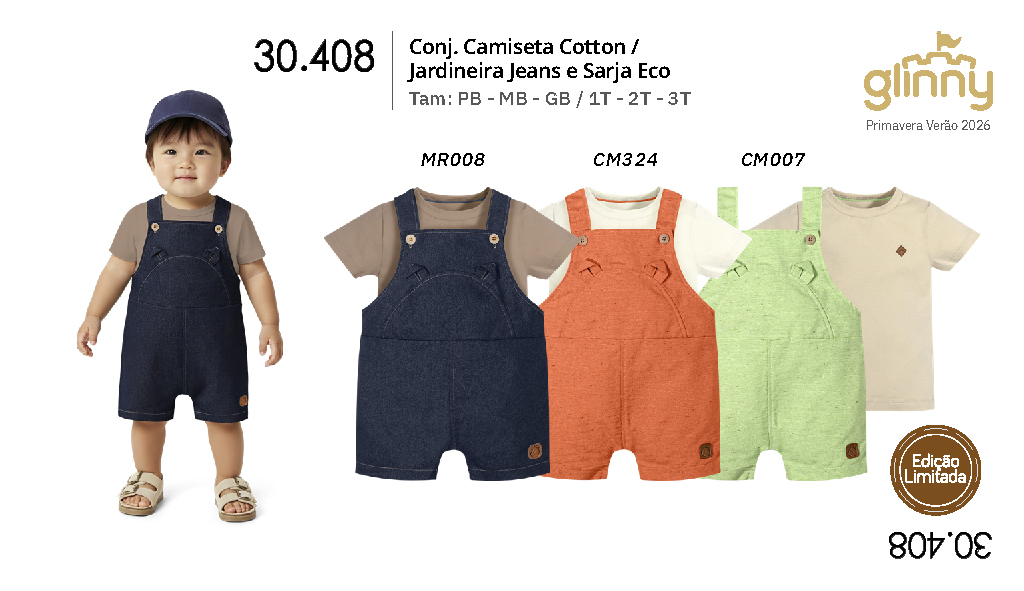 30.408
Conj. Camiseta Cotton /
Jardineira Jeans e Sarja Eco
Tam: PB - MB - GB / 1T - 2T - 3T
glinny
Primavera Verão 2026
MR008
CM324
CM007
Edição
Limitada
30.408